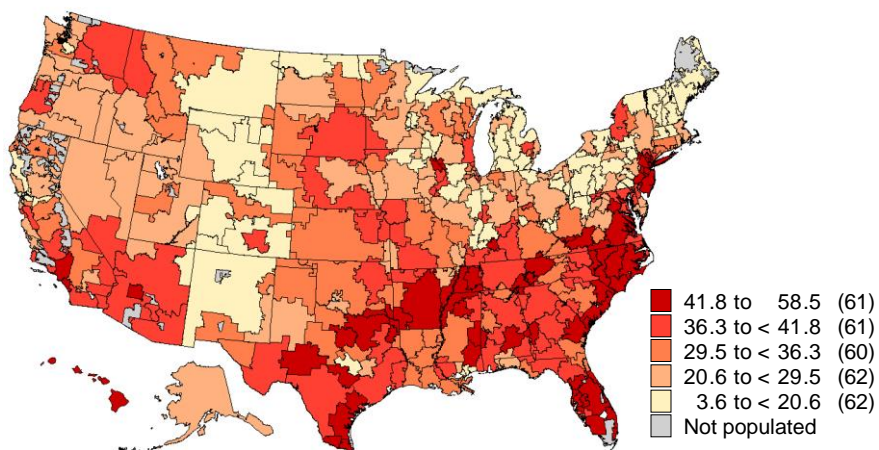 41.8 to 58.5 (61)
36.3 to < 41.8 (61)
29.5 to < 36.3 (60)
20.6 to < 29.5 (62)
3.6 to < 20.6 (62)
Not populated